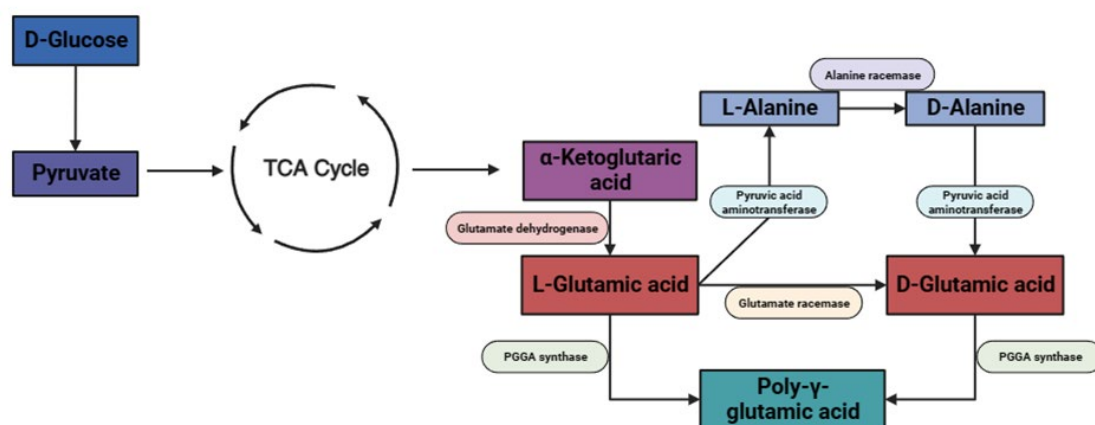 D-Glucose
Pyruvate
TCA Cycle
α-Ketoglutaric
acid
Glutamate dehydrogenase
L-Glutamic acid
PGGA synthase
Alanine racemase
L-Alanine
D-Alanine
Pyruvic acid
aminotransferase
Pyruvic acid
aminotransferase
Glutamate racemase
D-Glutamic acid
PGGA synthase
Poly-γ-
glutamic acid